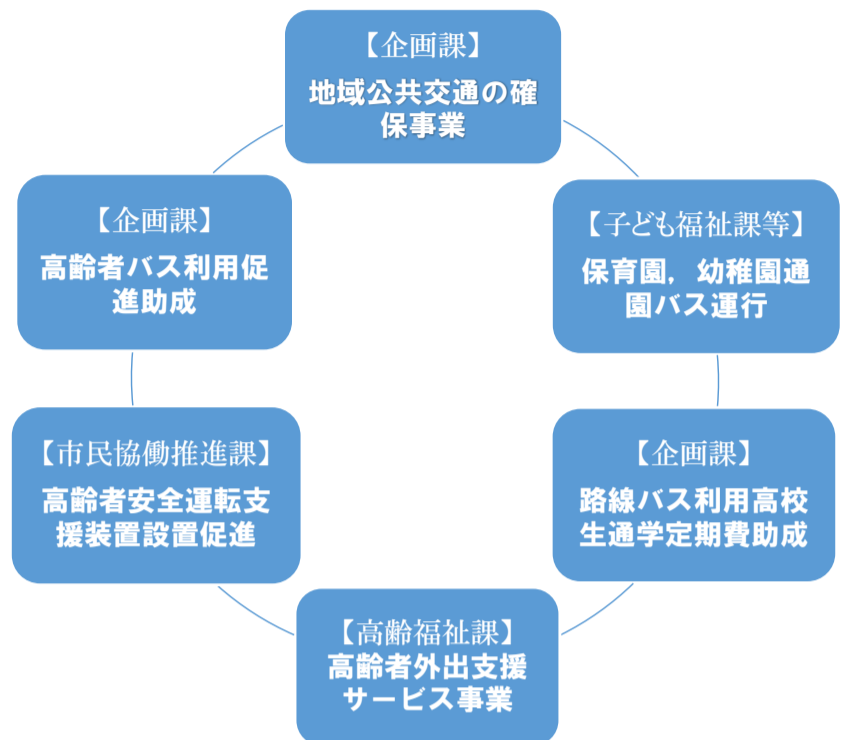 【企画課】
地域公共交通の確
保事業
【子ども福祉課等】
保育園，幼稚園通
園バス運行
【企画課】
路線バス利用高校
生通学定期費助成
【高齢福祉課】
高齢者外出支援
サービス事業
【市民協働推進課】
高齢者安全運転支
援装置設置促進
【企画課】
高齢者バス利用促
進助成